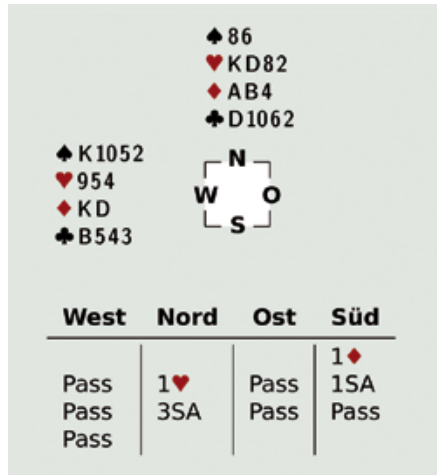 ♠ 86
♥ KD82
♦ AB4
♣ D1062
♠ K1052
♥ 954
♦ KD
♣ B543
N
W O
S
West Nord Ost Süd
1♦
Pass 1♥ Pass 1SA
Pass 3SA Pass Pass
Pass